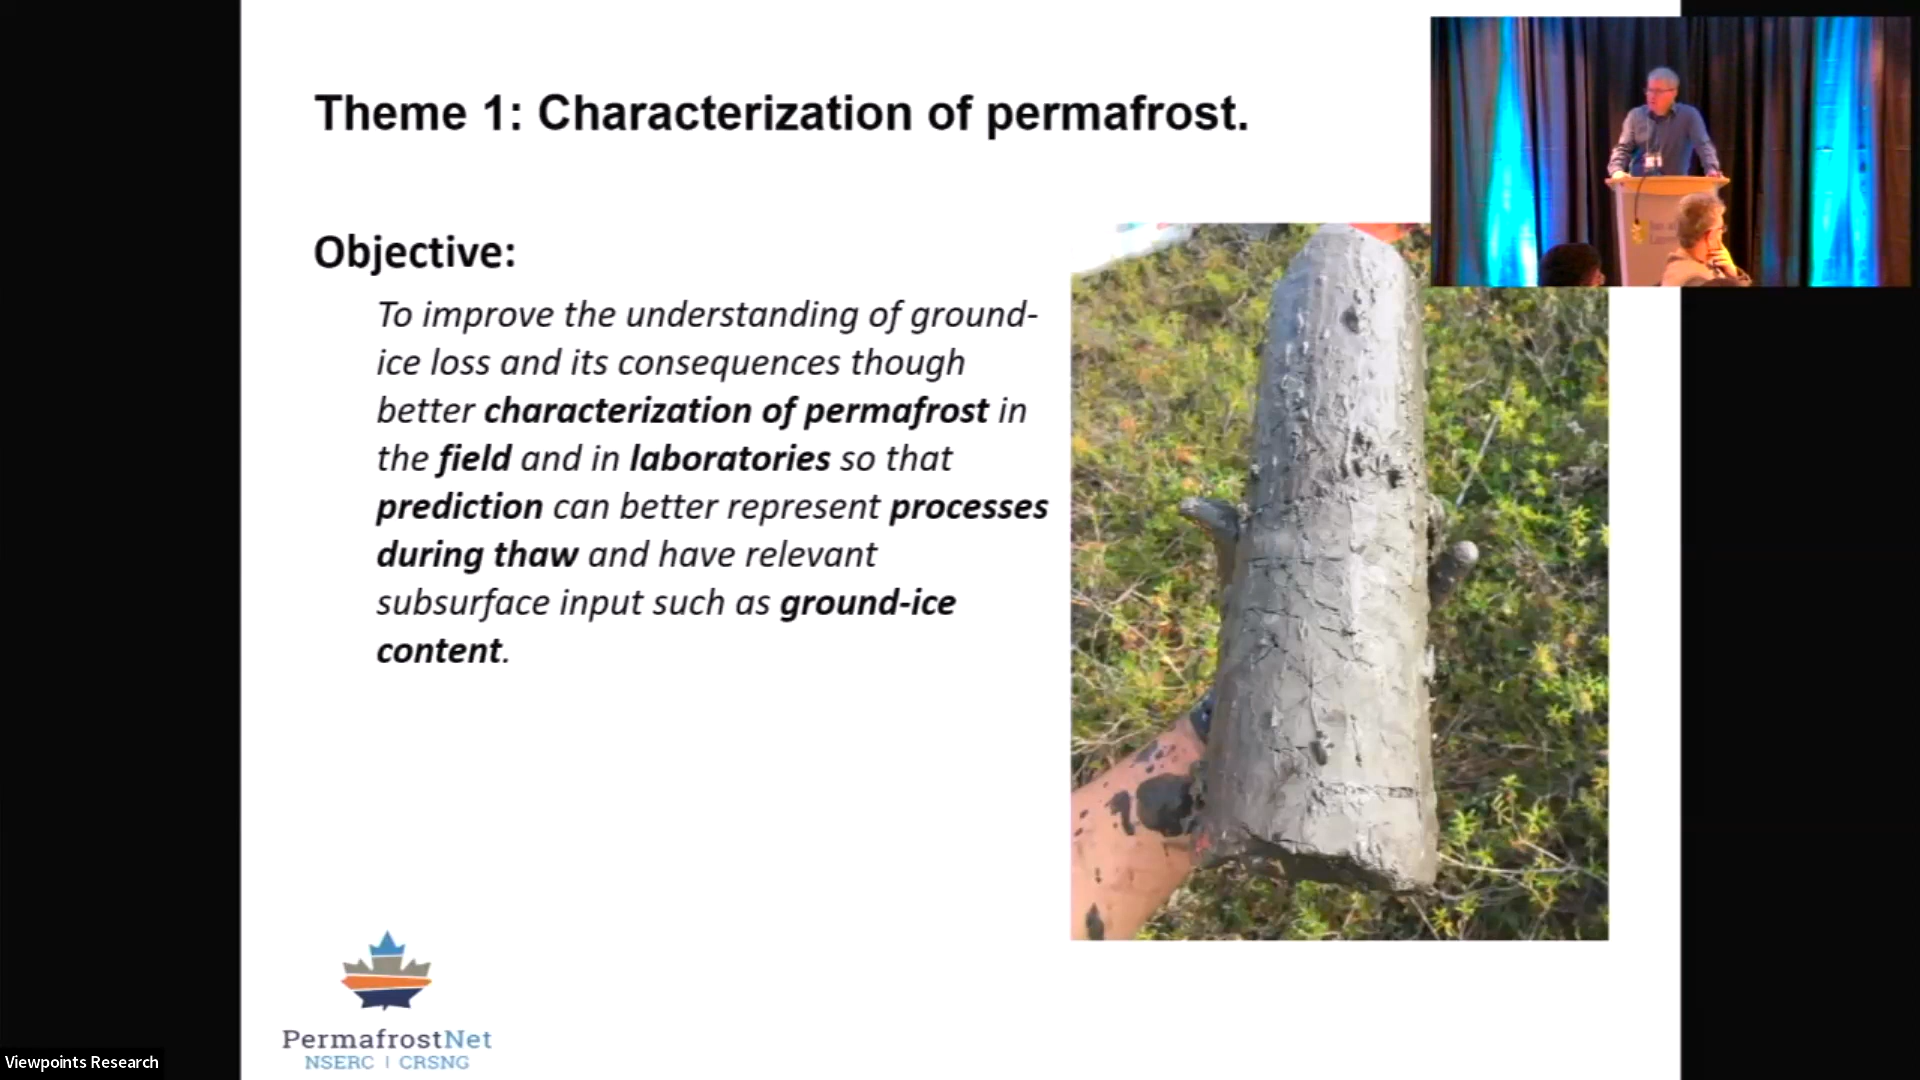 Theme 1: Characterization of permafrost.
Objective:
To improve the understanding of ground-
ice loss and its consequences though
better characterization of permafrost in
the field and in laboratories so that
prediction can better represent processes
during thaw and have relevant
subsurface input such as ground-ice
content.
PermafrostNet
NSERC | CRSNG
Viewpoints Research